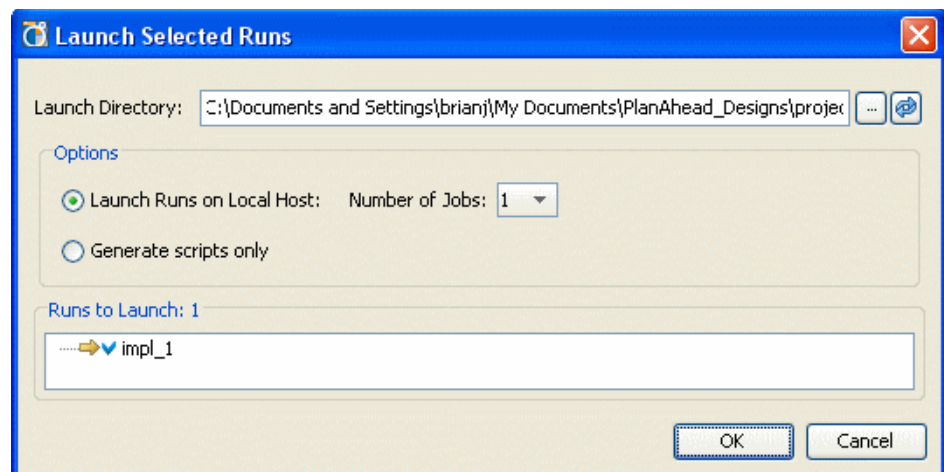 Launch Selected Runs
Launch Directory: C:\Documents and Settings\brianj\My Documents\PlanAhead_Designs\projec ...
Options
Launch Runs on Local Host: Number of Jobs: 1
Generate scripts only
Runs to Launch: 1
impl_1
OK Cancel